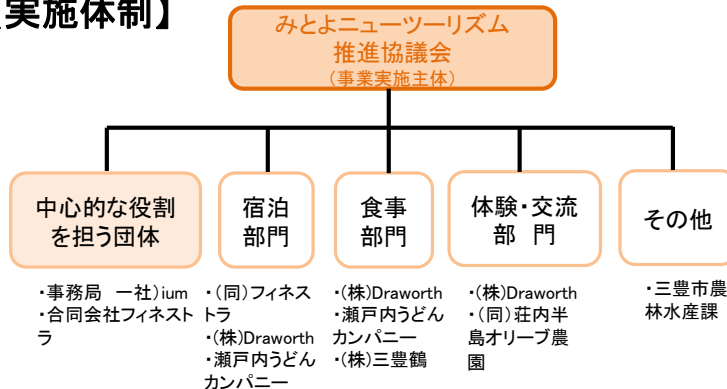 実施体制】
みとよニューツーリズム
推進協議会
(事業実施主体)
中心的な役割
を担う団体
宿泊
部門
食事
部門
体験・交流
部　門
その他
・事務局　一社)ium
・合同会社フィネスト
ラ
・(同)フィネス
トラ
・(株)Draworth
・瀬戸内うどん
カンパニー
・(株)Draworth
・瀬戸内うどん
カンパニー
・(株)三豊鶴
・(株)Draworth
・(同)荘内半
島オリーブ農
園
・三豊市農
林水産課